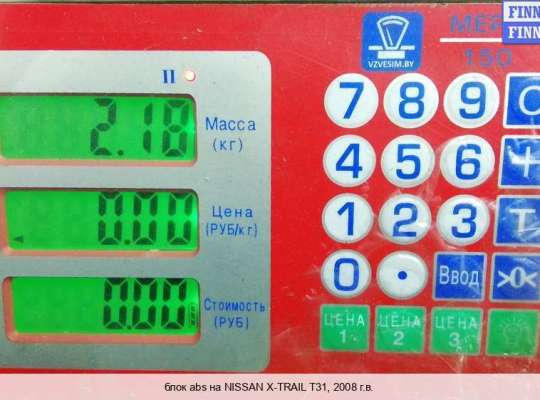 FINN
FINN
МЕР
150
VZVESIM.BY
II
2.18
Масса
(кг)
0.00
Цена
(РУБ/кг)
0.00
Стоимость
(РУБ)
7 8 9 C
4 5 6 +
1 2 3 T
0 • Ввод >0<
ЦЕНА 1 ЦЕНА 2 ЦЕНА 3
блок abs на NISSAN X-TRAIL T31, 2008 г.в.